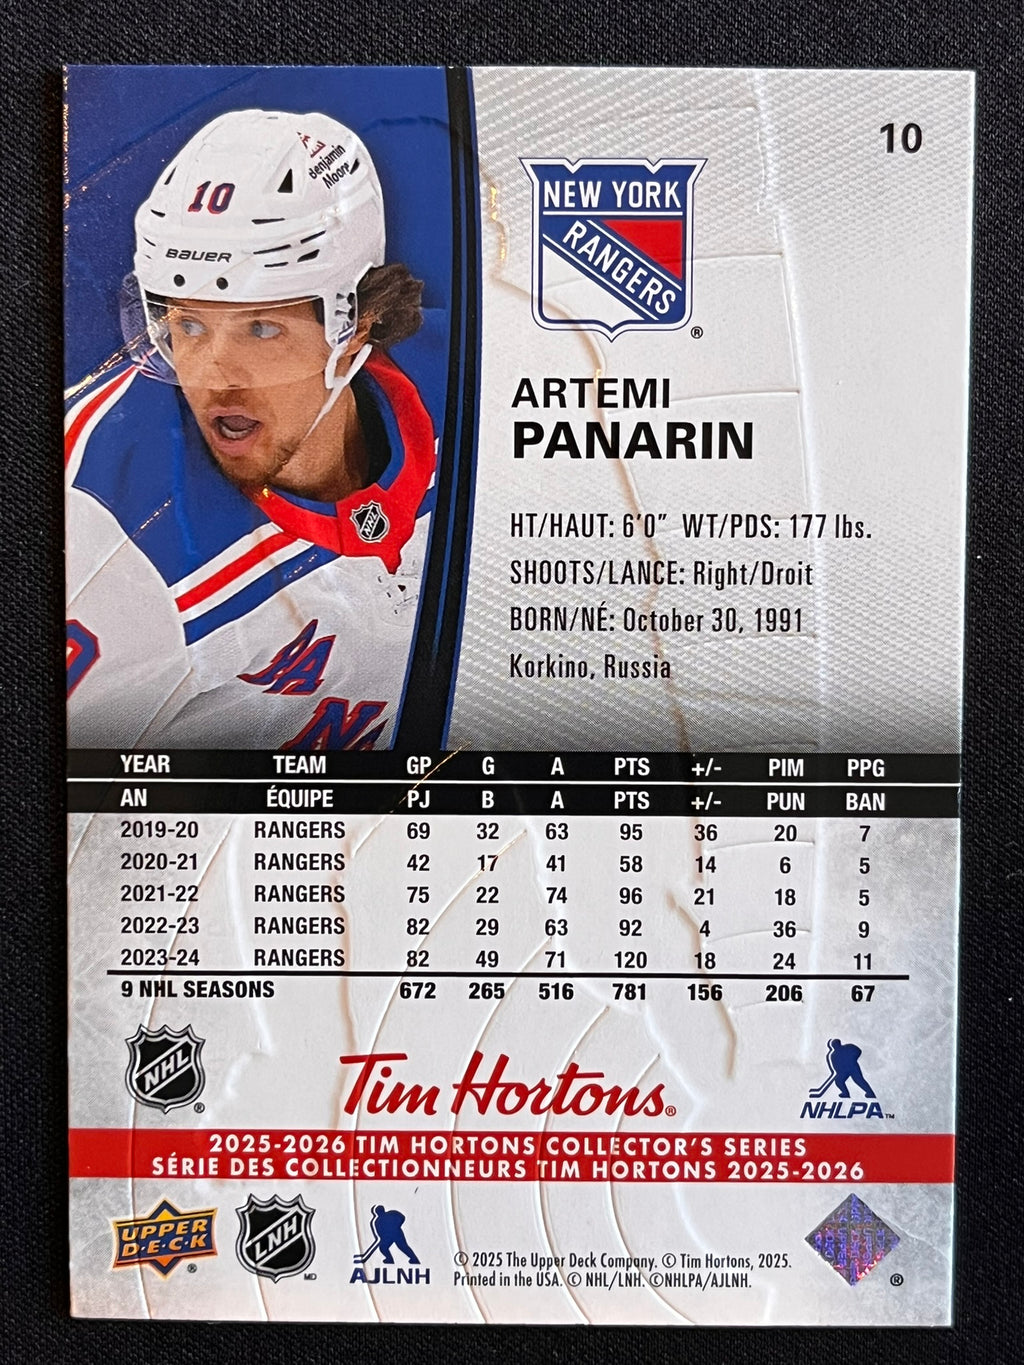 10
10
Benjamin
Moore
BAUER
NEW YORK
RANGERS
®
ARTEMI
PANARIN
NHL
HT/HAUT: 6'0" WT/PDS: 177 lbs.
SHOOTS/LANCE: Right/Droit
BORN/NÉ: October 30, 1991
Korkino, Russia
YEAR TEAM GP G A PTS +/- PIM PPG
AN ÉQUIPE PJ B A PTS +/- PUN BAN
2019-20 RANGERS 69 32 63 95 36 20 7
2020-21 RANGERS 42 17 41 58 14 6 5
2021-22 RANGERS 75 22 74 96 21 18 5
2022-23 RANGERS 82 29 63 92 4 36 9
2023-24 RANGERS 82 49 71 120 18 24 11
9 NHL SEASONS 672 265 516 781 156 206 67
NHL ®
Tim Hortons®
NHLPA™
2025-2026 TIM HORTONS COLLECTOR'S SERIES
SÉRIE DES COLLECTIONNEURS TIM HORTONS 2025-2026
UPPER
D·E·C·K ®
LNH MD
AJLNH
© 2025 The Upper Deck Company. © Tim Hortons, 2025.
Printed in the USA. © NHL/LNH. ©NHLPA/AJLNH.
®